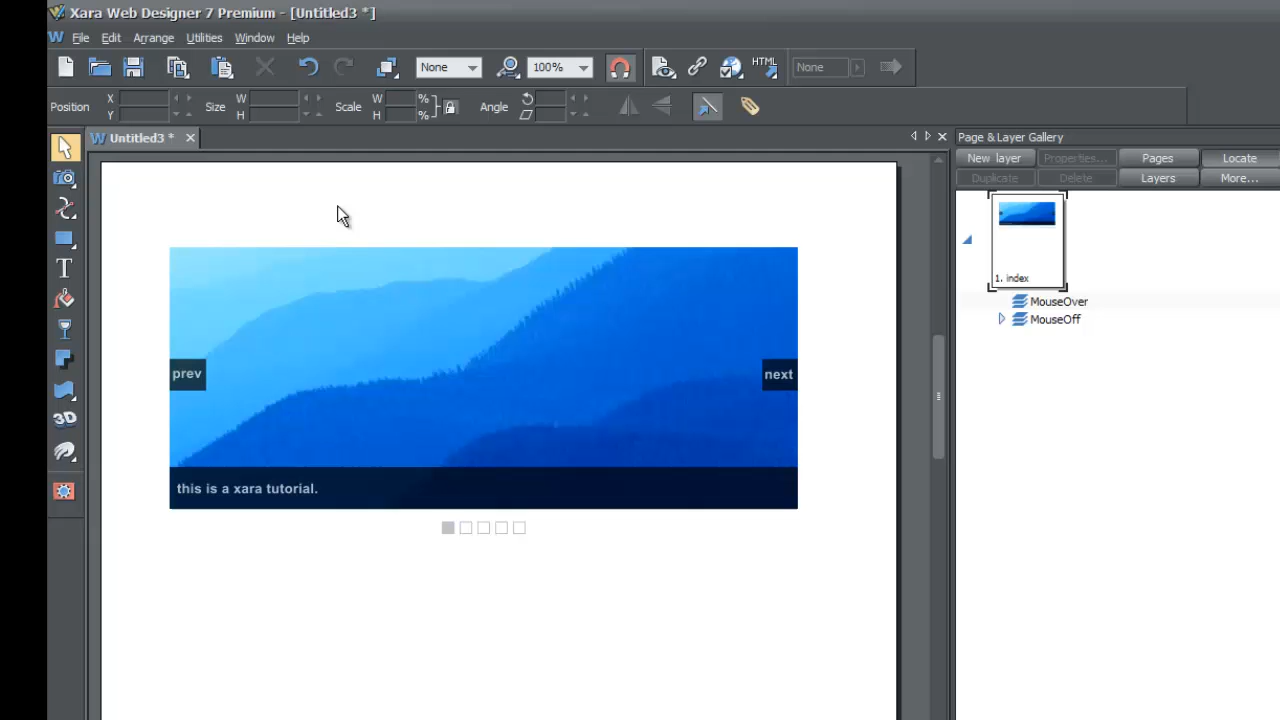 Xara Web Designer 7 Premium - [Untitled3 *]
File Edit Arrange Utilities Window Help
None 100% HTML None
Position X Y Size W H Scale W H % % Angle
Untitled3 *
Page & Layer Gallery
New layer Properties... Pages Locate
Duplicate Delete Layers More...
1. index
MouseOver
MouseOff
T
3D
prev
next
this is a xara tutorial.